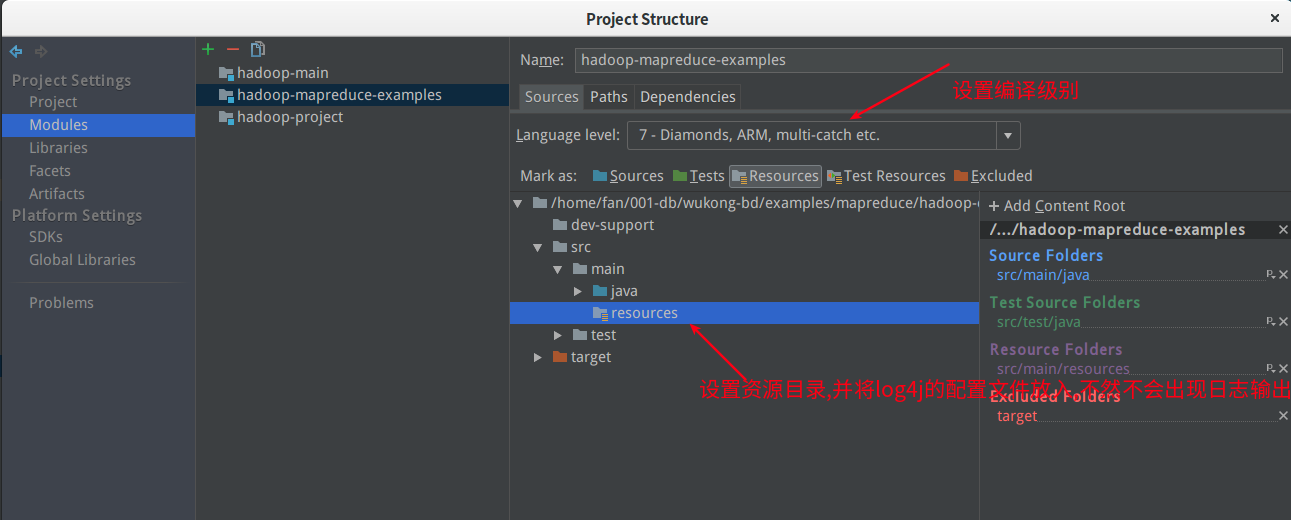 Project Structure
Project Settings
Project
Modules
Libraries
Facets
Artifacts
Platform Settings
SDKs
Global Libraries
Problems
hadoop-main
hadoop-mapreduce-examples
hadoop-project
Name: hadoop-mapreduce-examples
设置编译级别
Sources Paths Dependencies
Language level: 7 - Diamonds, ARM, multi-catch etc.
Mark as: Sources Tests Resources Test Resources Excluded
/home/fan/001-db/wukong-bd/examples/mapreduce/hadoop-
dev-support
src
main
java
resources
test
target
设置资源目录,并将log4j的配置文件放入,不然不会出现日志输出
Add Content Root
/.../hadoop-mapreduce-examples
Source Folders
src/main/java
Test Source Folders
src/test/java
Resource Folders
src/main/resources
Excluded Folders
target